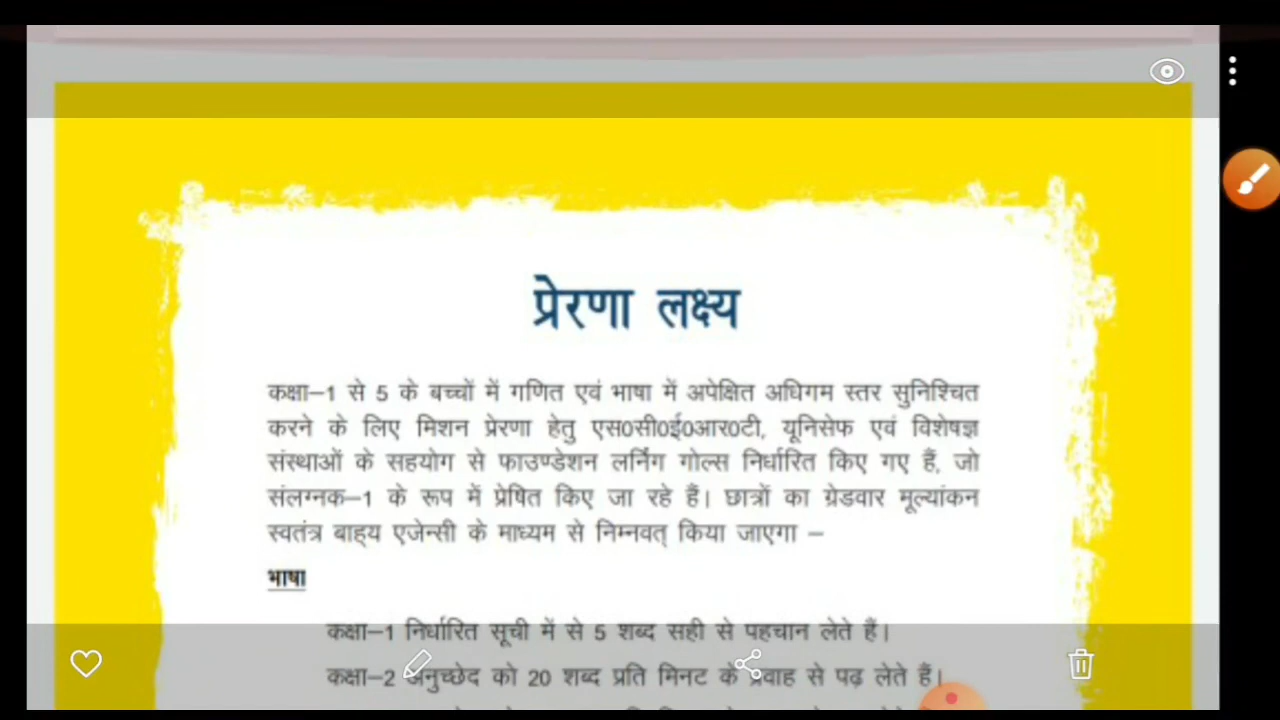 प्रेरणा लक्ष्य
कक्षा–1 से 5 के बच्चों में गणित एवं भाषा में अपेक्षित अधिगम स्तर सुनिश्चित
करने के लिए मिशन प्रेरणा हेतु एस0सी0ई0आर0टी, यूनिसेफ एवं विशेषज्ञ
संस्थाओं के सहयोग से फाउण्डेशन लर्निंग गोल्स निर्धारित किए गए हैं, जो
संलग्नक–1 के रूप में प्रेषित किए जा रहे हैं। छात्रों का ग्रेडवार मूल्यांकन
स्वतंत्र बाह्य एजेन्सी के माध्यम से निम्नवत् किया जाएगा –
भाषा
कक्षा–1 निर्धारित सूची में से 5 शब्द सही से पहचान लेते हैं।
कक्षा–2 अनुच्छेद को 20 शब्द प्रति मिनट के प्रवाह से पढ़ लेते हैं।